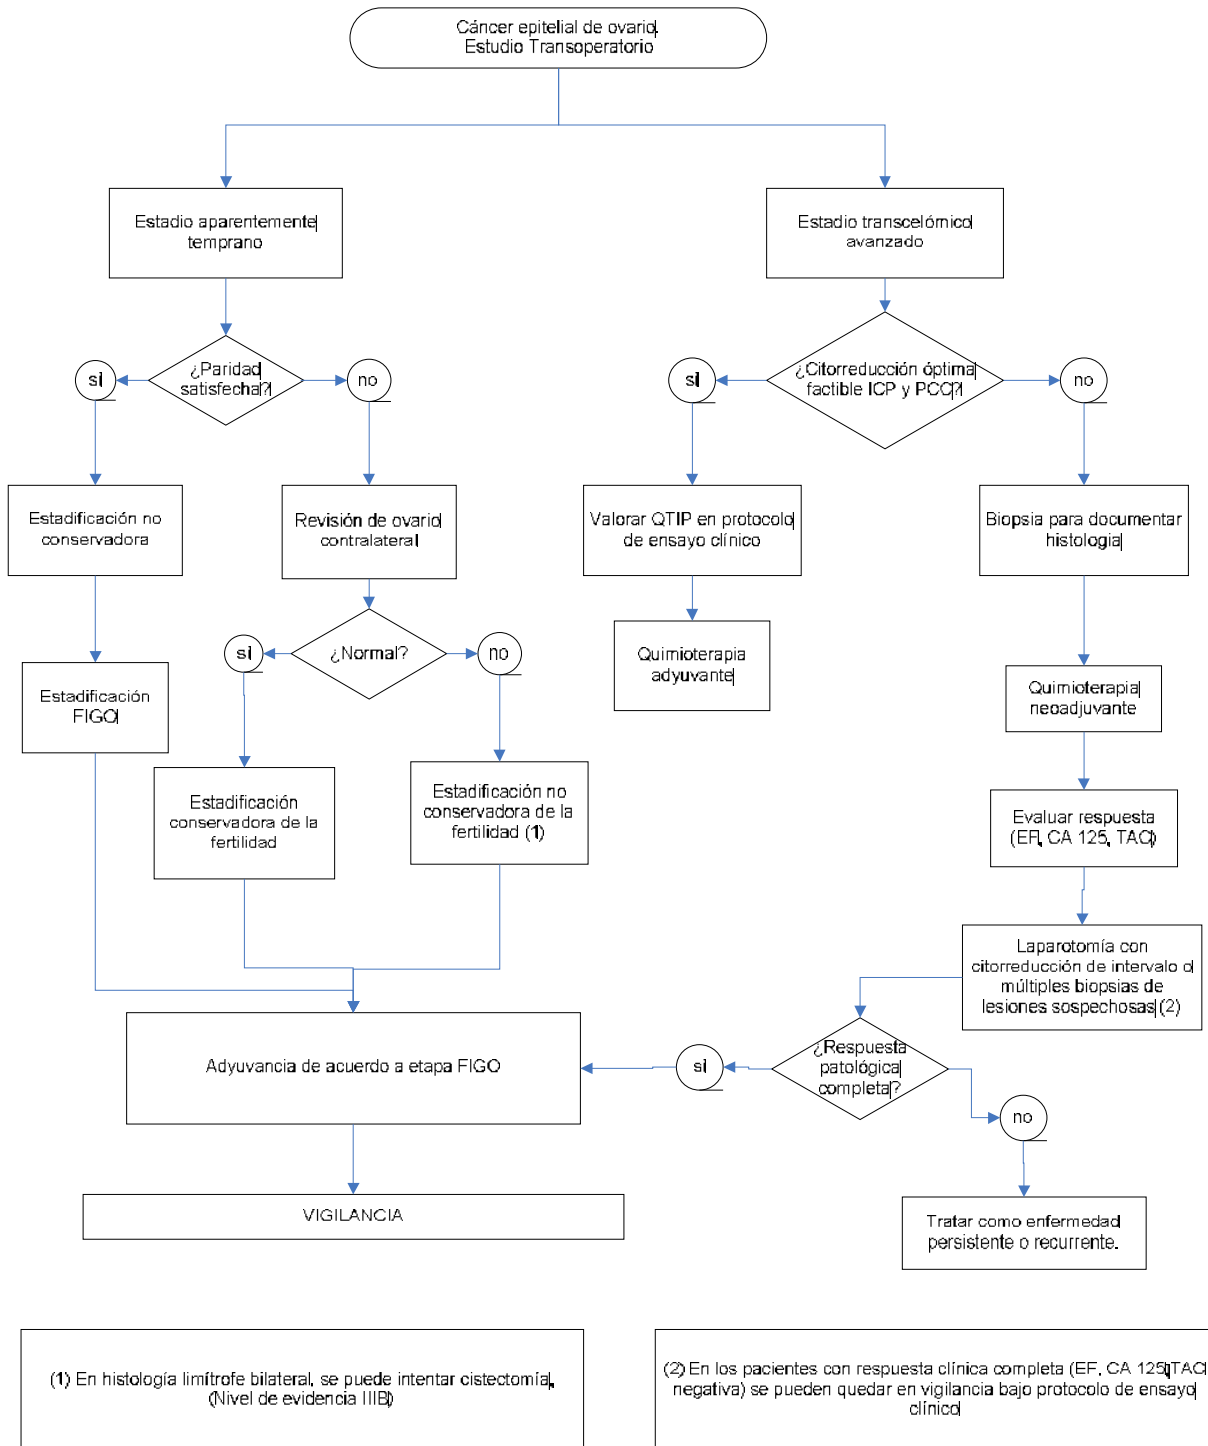 Cáncer epitelial de ovario.
Estudio Transoperatorio
Estadio aparentemente
temprano
Estadio transcelómico
avanzado
¿Paridad
satisfecha?
si
no
¿Citorreducción óptima
factible ICP y PCC?
si
no
Estadificación no
conservadora
Revisión de ovario
contralateral
Valorar QTIP en protocolo
de ensayo clínico
Biopsia para documentar
histologia
¿Normal?
si
no
Quimioterapia
adyuvante
Estadificación
FIGO
Quimioterapia
neoadjuvante
Estadificación
conservadora de la
fertilidad
Estadificación no
conservadora de la
fertilidad (1)
Evaluar respuesta
(EF, CA 125, TAC)
Laparotomía con
citorreducción de intervalo o
múltiples biopsias de
lesiones sospechosas (2)
Adyuvancia de acuerdo a etapa FIGO
si
¿Respuesta
patológica
completa ?
no
VIGILANCIA
Tratar como enfermedad
persistente o recurrente.
(1) En histología limítrofe bilateral, se puede intentar cistectomía,
(Nivel de evidencia IIIB)
(2) En los pacientes con respuesta clínica completa (EF, CA 125, TAC
negativa) se pueden quedar en vigilancia bajo protocolo de ensayo
clínico